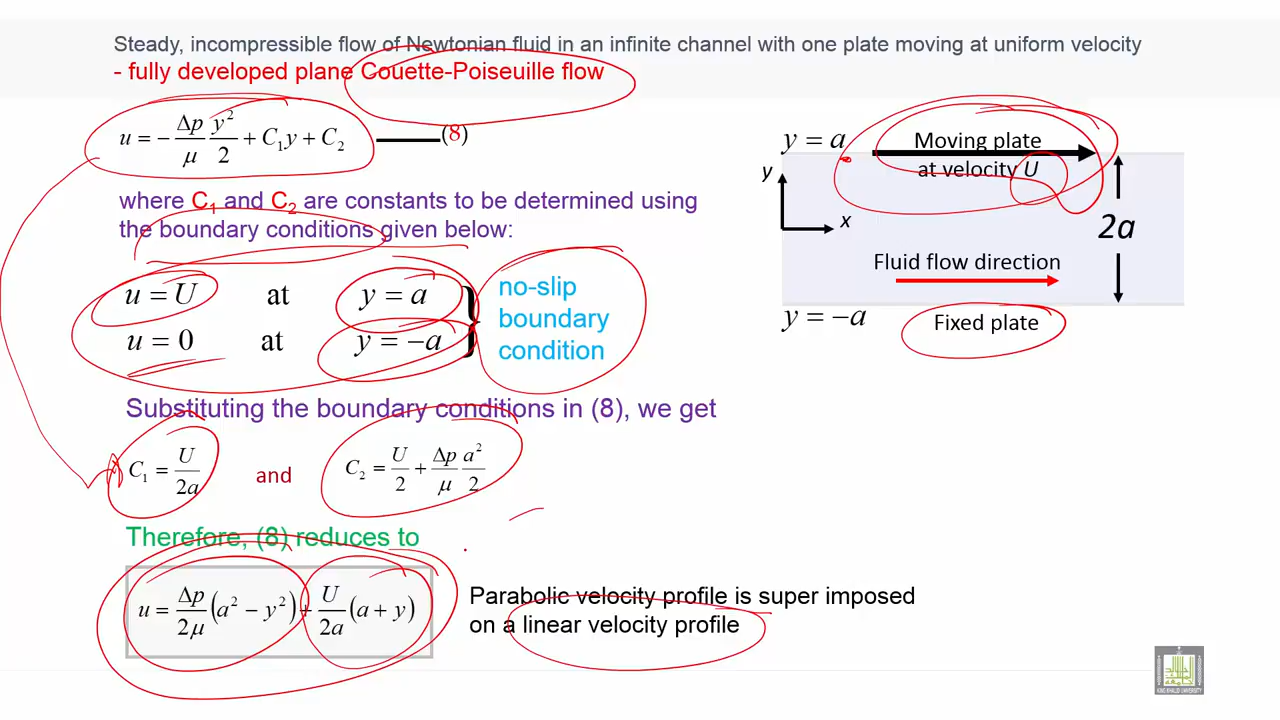 Steady, incompressible flow of Newtonian fluid in an infinite channel with one plate moving at uniform velocity
- fully developed plane Couette-Poiseuille flow
u = − Δp/μ y²/2 + C₁y + C₂ (8)
where C₁ and C₂ are constants to be determined using
the boundary conditions given below:
u = U at y = a
u = 0 at y = −a
no-slip
boundary
condition
Substituting the boundary conditions in (8), we get
C₁ = U/2a and C₂ = U/2 + Δp/μ a²/2
Therefore, (8) reduces to
u = Δp/2μ (a² − y²) + U/2a (a + y)
Parabolic velocity profile is super imposed
on a linear velocity profile
y = a
Moving plate
at velocity U
y
x
2a
Fluid flow direction
y = −a
Fixed plate
KING KHALID UNIVERSITY